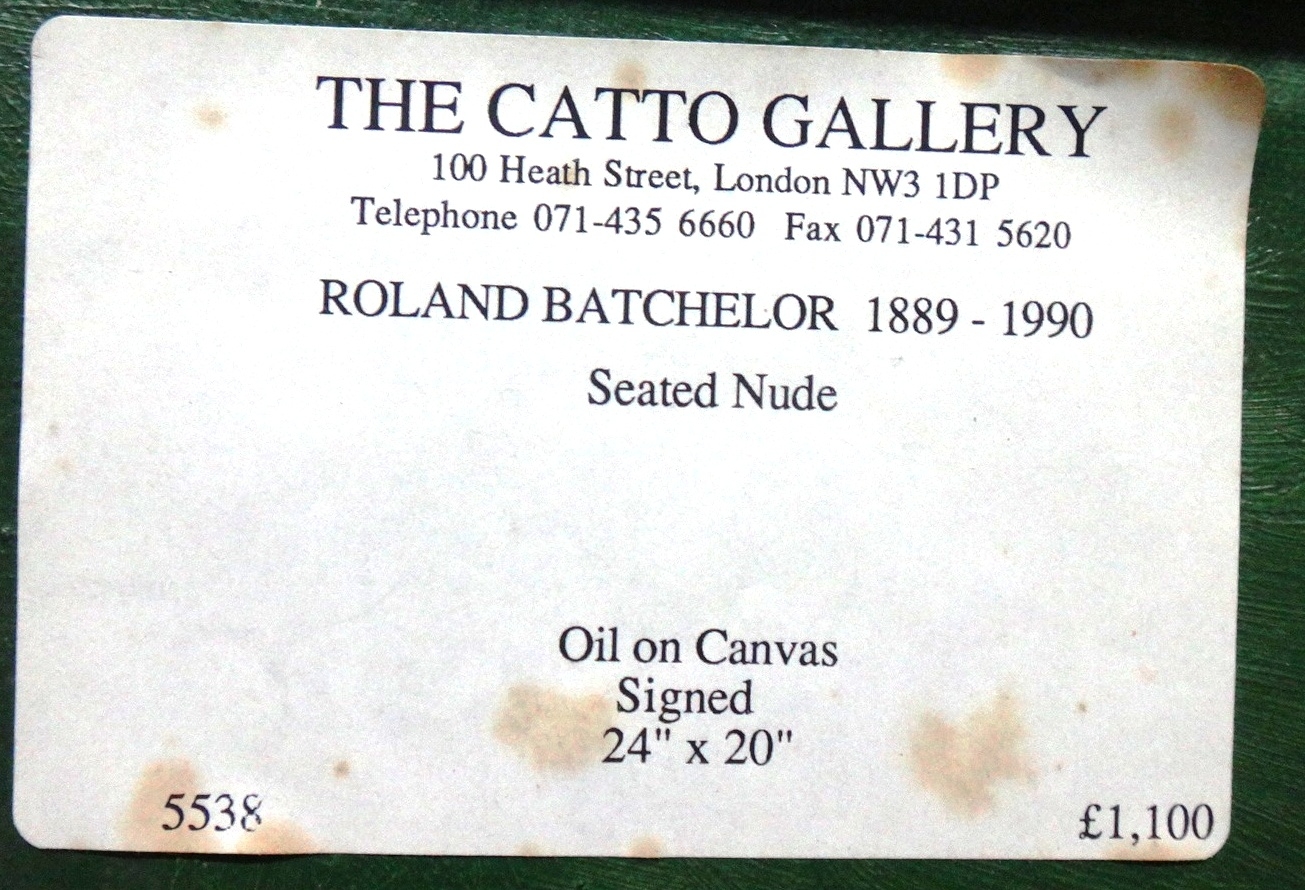 THE CATTO GALLERY
100 Heath Street, London NW3 1DP
Telephone 071-435 6660 Fax 071-431 5620
ROLAND BATCHELOR 1889 - 1990
Seated Nude
Oil on Canvas
Signed
24" x 20"
5538
£1,100